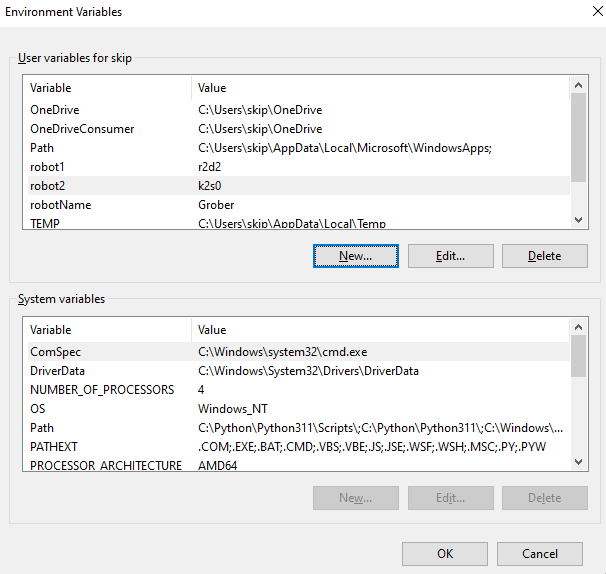 Environment Variables
User variables for skip
Variable Value
OneDrive C:\Users\skip\OneDrive
OneDriveConsumer C:\Users\skip\OneDrive
Path C:\Users\skip\AppData\Local\Microsoft\WindowsApps;
robot1 r2d2
robot2 k2s0
robotName Grober
TEMP C:\Users\skip\AppData\Local\Temp
New... Edit... Delete
System variables
Variable Value
ComSpec C:\Windows\system32\cmd.exe
DriverData C:\Windows\System32\Drivers\DriverData
NUMBER_OF_PROCESSORS 4
OS Windows_NT
Path C:\Python\Python311\Scripts\;C:\Python\Python311\;C:\Windows\...
PATHEXT .COM;.EXE;.BAT;.CMD;.VBS;.VBE;.JS;.JSE;.WSF;.WSH;.MSC;.PY;.PYW
PROCESSOR_ARCHITECTURE AMD64
New... Edit... Delete
OK Cancel